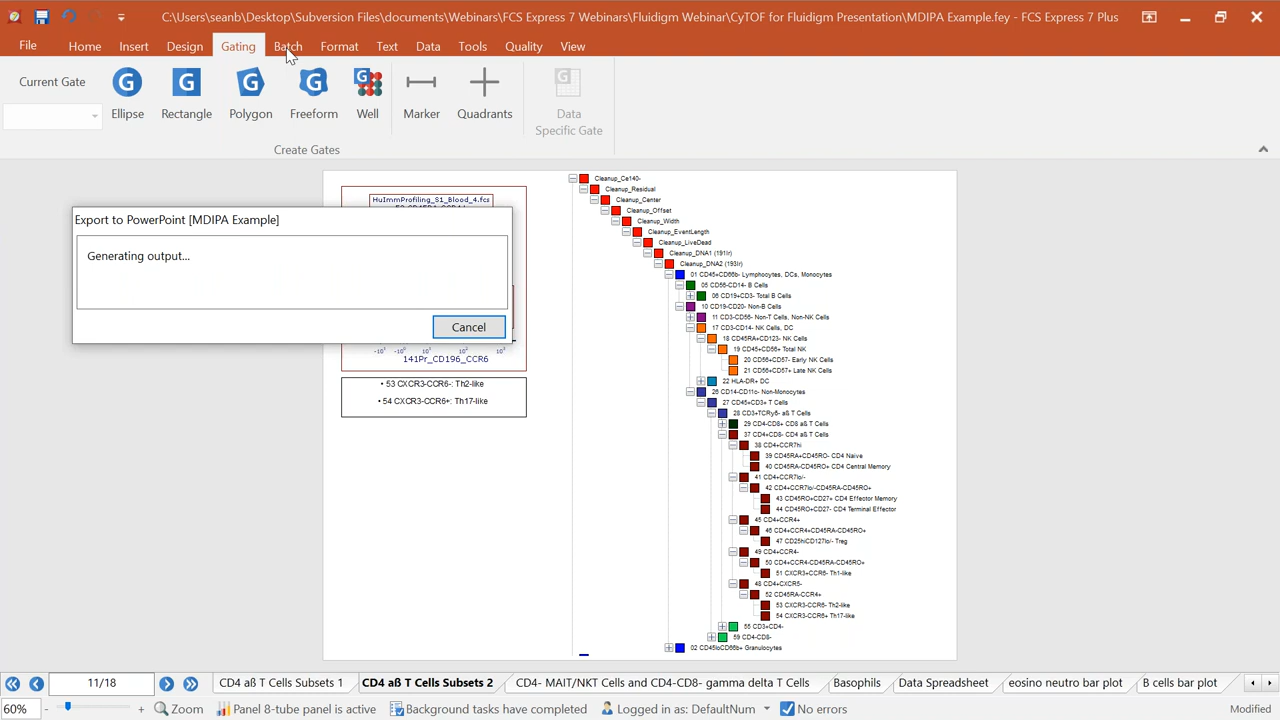 C:\Users\seanb\Desktop\Subversion Files\documents\Webinars\FCS Express 7 Webinars\Fluidigm Webinar\CyTOF for Fluidigm Presentation\MDIPA Example.fey - FCS Express 7 Plus
File Home Insert Design Gating Batch Format Text Data Tools Quality View
Current Gate
Ellipse Rectangle Polygon Freeform Well Marker Quadrants Data
Specific Gate
Create Gates
HuImmProfiling_S1_Blood_4.fcs
Export to PowerPoint [MDIPA Example]
Generating output...
Cancel
141Pr_CD196_CCR6
• 53 CXCR3-CCR6-: Th2-like
• 54 CXCR3-CCR6+: Th17-like
Cleanup_Ce140-
Cleanup_Residual
Cleanup_Center
Cleanup_Offset
Cleanup_Width
Cleanup_EventLength
Cleanup_LiveDead
Cleanup_DNA1 (191Ir)
Cleanup_DNA2 (193Ir)
01 CD45+CD66b- Lymphocytes, DCs, Monocytes
05 CD56-CD14- B Cells
06 CD19+CD3- Total B Cells
10 CD19-CD20- Non-B Cells
11 CD3-CD56- Non-T Cells, Non-NK Cells
17 CD3-CD14- NK Cells, DC
18 CD45RA+CD123- NK Cells
19 CD45+CD56+ Total NK
20 CD56+CD57- Early NK Cells
21 CD56+CD57+ Late NK Cells
22 HLA-DR+ DC
26 CD14-CD11c- Non-Monocytes
27 CD45+CD3+ T Cells
28 CD3+TCRyδ- aß T Cells
29 CD4-CD8+ CD8 aß T Cells
37 CD4+CD8- CD4 aß T Cells
38 CD4+CCR7hi
39 CD45RA+CD45RO- CD4 Naive
40 CD45RA-CD45RO+ CD4 Central Memory
41 CD4+CCR7lo/-
42 CD4+CCR7lo/-CD45RA-CD45RO+
43 CD45RO+CD27+ CD4 Effector Memory
44 CD45RO+CD27- CD4 Terminal Effector
45 CD4+CCR4+
46 CD4+CCR4+CD45RA-CD45RO+
47 CD25hiCD127lo/- Treg
49 CD4+CCR4-
50 CD4+CCR4-CD45RA-CD45RO+
51 CXCR3+CCR6- Th1-like
48 CD4+CXCR5-
52 CD45RA-CCR4+
53 CXCR3-CCR6- Th2-like
54 CXCR3-CCR6+ Th17-like
55 CD3+CD4-
59 CD4-CD8-
02 CD45loCD66b+ Granulocytes
11/18 CD4 aß T Cells Subsets 1 CD4 aß T Cells Subsets 2 CD4- MAIT/NKT Cells and CD4-CD8- gamma delta T Cells Basophils Data Spreadsheet eosino neutro bar plot B cells bar plot
60% - + Zoom Panel 8-tube panel is active Background tasks have completed Logged in as: DefaultNum No errors Modified